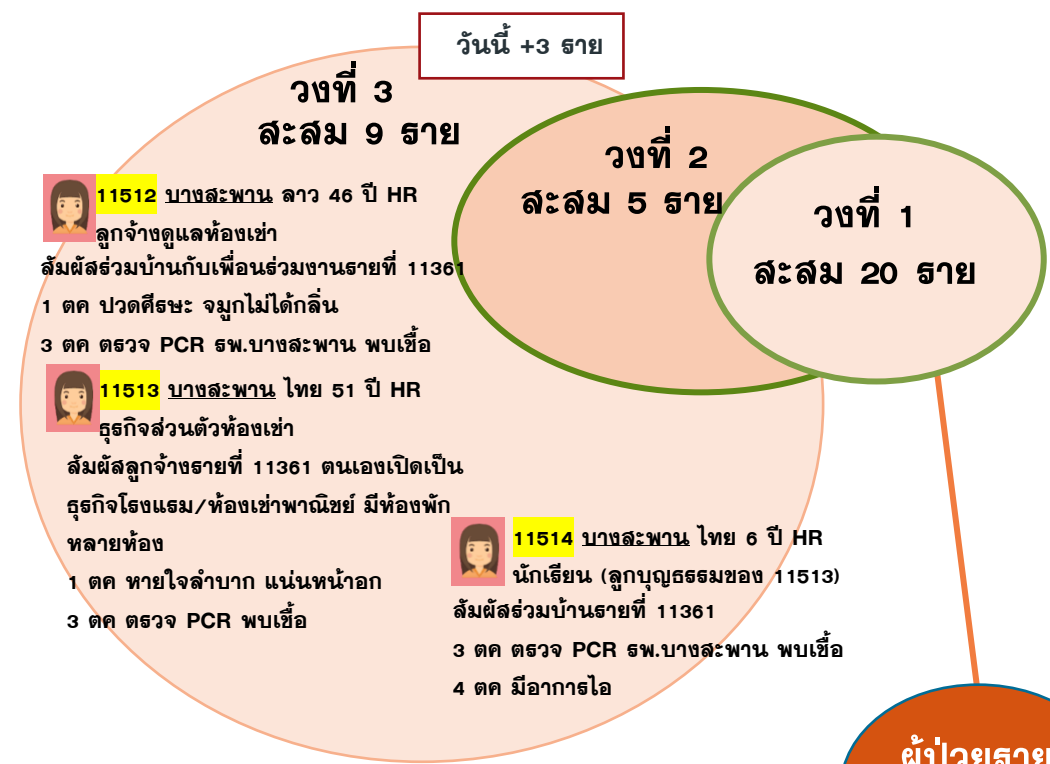 วันนี้ +3 ราย
วงที่ 3
สะสม 9 ราย
วงที่ 2
สะสม 5 ราย
วงที่ 1
สะสม 20 ราย
11512 บางสะพาน ลาว 46 ปี HR
ลูกจ้างดูแลห้องเช่า
สัมผัสร่วมบ้านกับเพื่อนร่วมงานรายที่ 11361
1 ตค ปวดศีรษะ จมูกไม่ได้กลิ่น
3 ตค ตรวจ PCR รพ.บางสะพาน พบเชื้อ
11513 บางสะพาน ไทย 51 ปี HR
ธุรกิจส่วนตัวห้องเช่า
สัมผัสลูกจ้างรายที่ 11361 ตนเองเปิดเป็น
ธุรกิจโรงแรม/ห้องเช่าพาณิชย์ มีห้องพัก
หลายห้อง
1 ตค หายใจลำบาก แน่นหน้าอก
3 ตค ตรวจ PCR พบเชื้อ
11514 บางสะพาน ไทย 6 ปี HR
นักเรียน (ลูกบุญธรรมของ 11513)
สัมผัสร่วมบ้านรายที่ 11361
3 ตค ตรวจ PCR รพ.บางสะพาน พบเชื้อ
4 ตค มีอาการไอ
ผู้ป่วยราย